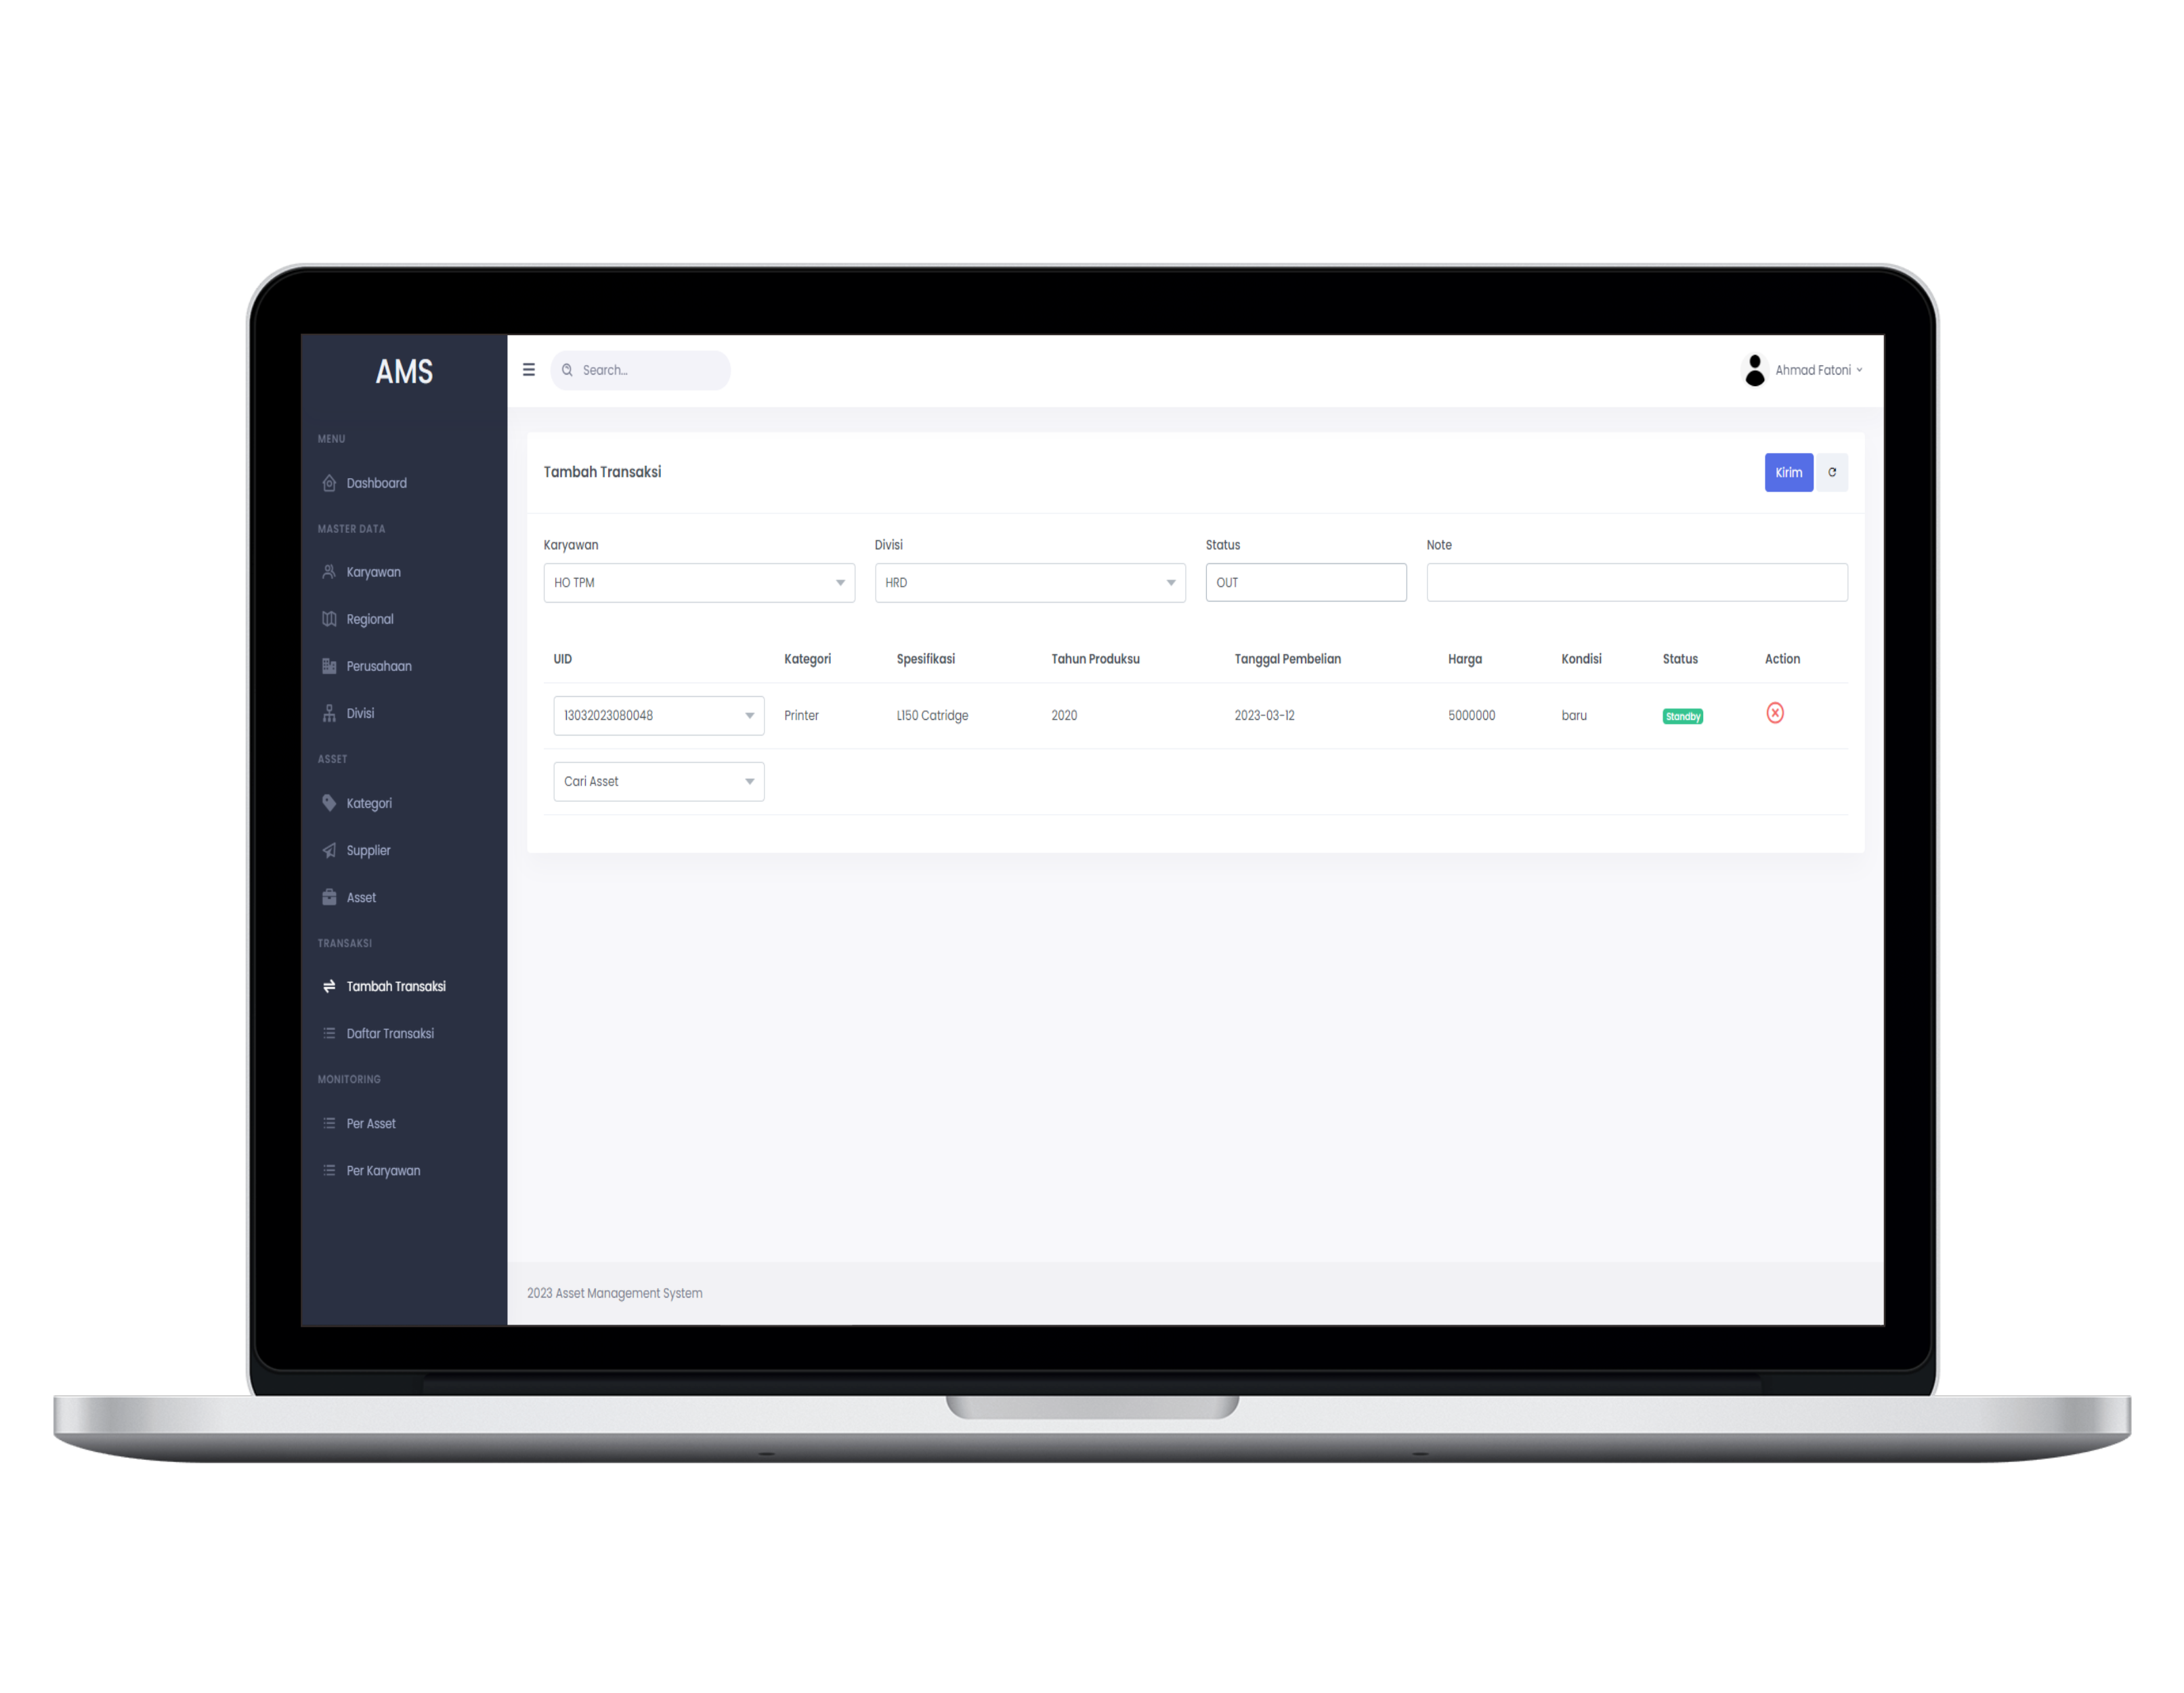 AMS
Search...
Ahmad Fatoni
MENU
Dashboard
MASTER DATA
Karyawan
Regional
Perusahaan
Divisi
ASSET
Kategori
Supplier
Asset
TRANSAKSI
Tambah Transaksi
Daftar Transaksi
MONITORING
Per Asset
Per Karyawan
Tambah Transaksi
Kirim
Karyawan Divisi Status Note
HO TPM HRD OUT
UID Kategori Spesifikasi Tahun Produksu Tanggal Pembelian Harga Kondisi Status Action
13032023080048 Printer L150 Catridge 2020 2023-03-12 5000000 baru Standby
Cari Asset
2023 Asset Management System